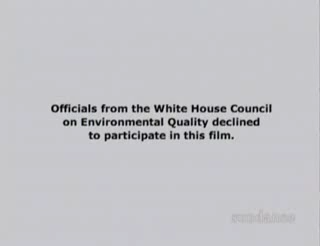 Officials from the White House Council
on Environmental Quality declined
to participate in this film.
sundance